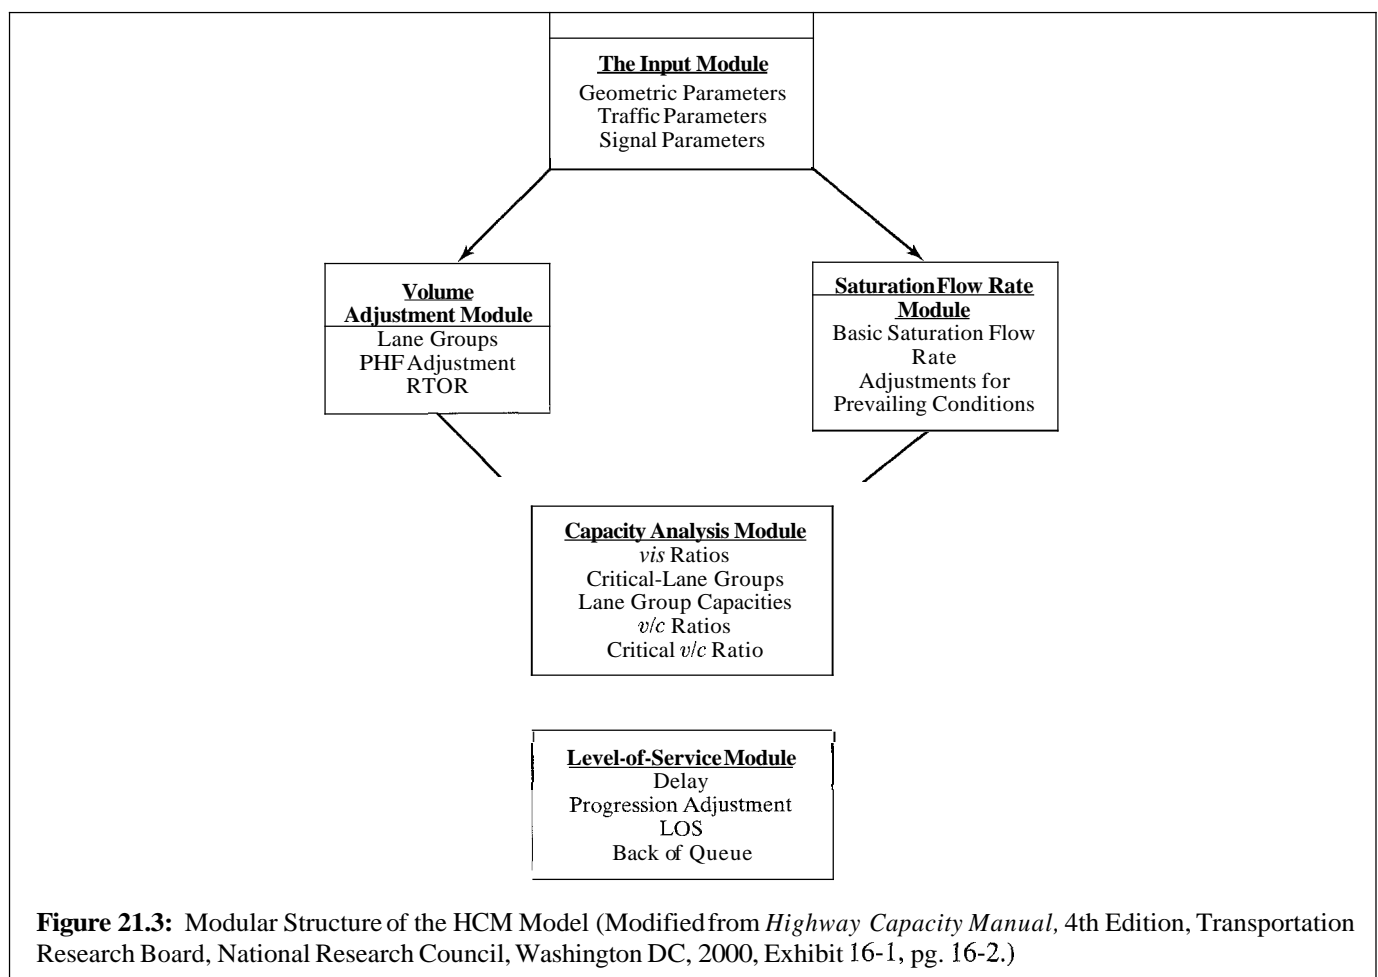 The Input Module
Geometric Parameters
Traffic Parameters
Signal Parameters
Volume
Adjustment Module
Lane Groups
PHF Adjustment
RTOR
Saturation Flow Rate
Module
Basic Saturation Flow
Rate
Adjustments for
Prevailing Conditions
Capacity Analysis Module
vis Ratios
Critical-Lane Groups
Lane Group Capacities
v/c Ratios
Critical v/c Ratio
Level-of-Service Module
Delay
Progression Adjustment
LOS
Back of Queue
Figure 21.3: Modular Structure of the HCM Model (Modified from Highway Capacity Manual, 4th Edition, Transportation
Research Board, National Research Council, Washington DC, 2000, Exhibit 16-1, pg. 16-2.)